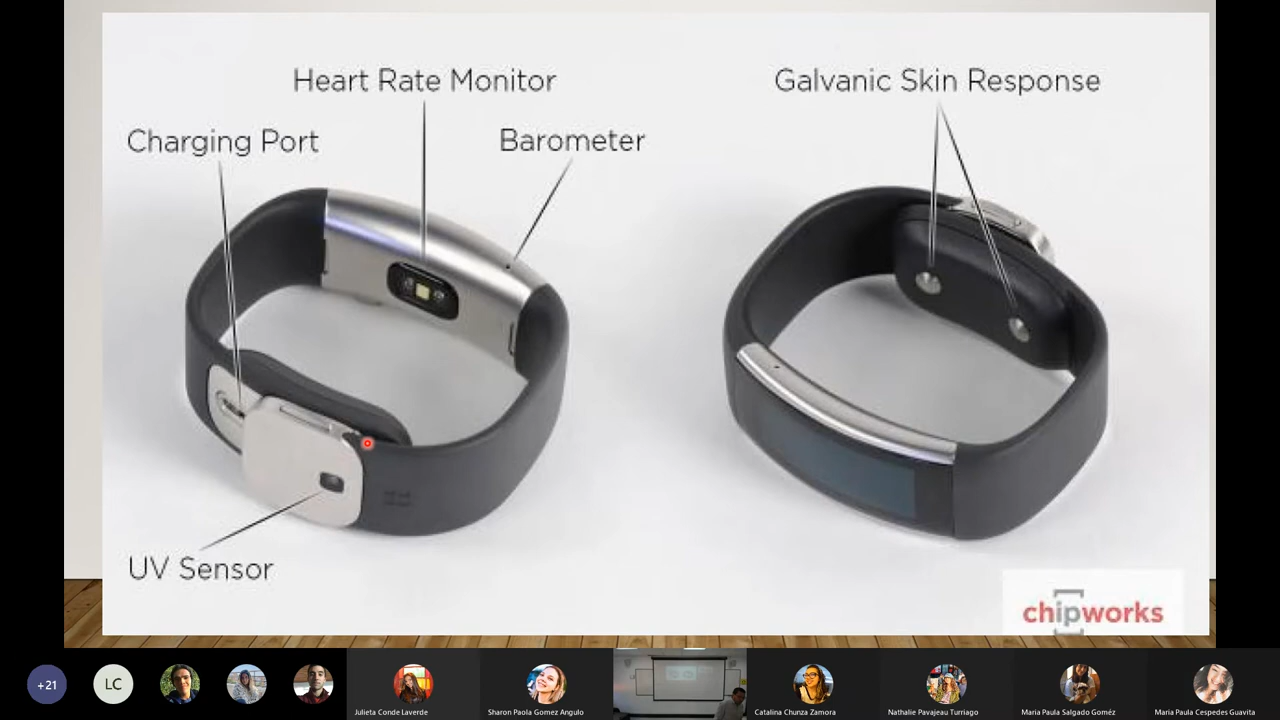 Heart Rate Monitor
Galvanic Skin Response
Charging Port
Barometer
UV Sensor
chipworks
+21
LC
Julieta Conde Laverde
Sharon Paola Gomez Angulo
Catalina Chunza Zamora
Nathalie Pavajeau Turriago
Maria Paula Salgado Goméz
Maria Paula Cespedes Guavita